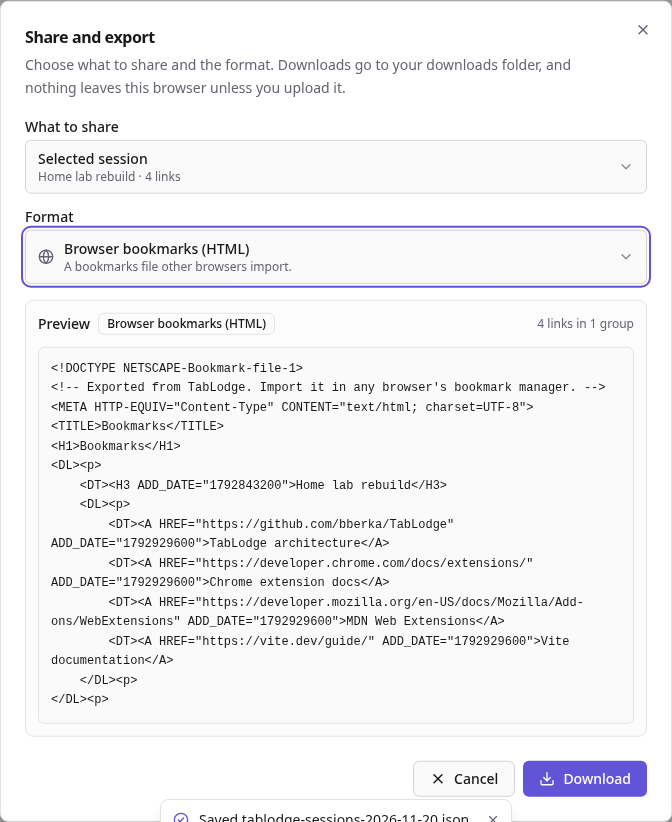 Share and export
Choose what to share and the format. Downloads go to your downloads folder, and
nothing leaves this browser unless you upload it.
What to share
Selected session
Home lab rebuild · 4 links
Format
Browser bookmarks (HTML)
A bookmarks file other browsers import.
Preview Browser bookmarks (HTML) 4 links in 1 group
<!DOCTYPE NETSCAPE-Bookmark-file-1>
<!-- Exported from TabLodge. Import it in any browser's bookmark manager. -->
<META HTTP-EQUIV="Content-Type" CONTENT="text/html; charset=UTF-8">
<TITLE>Bookmarks</TITLE>
<H1>Bookmarks</H1>
<DL><p>
    <DT><H3 ADD_DATE="1792843200">Home lab rebuild</H3>
    <DL><p>
        <DT><A HREF="https://github.com/bberka/TabLodge"
ADD_DATE="1792929600">TabLodge architecture</A>
        <DT><A HREF="https://developer.chrome.com/docs/extensions/"
ADD_DATE="1792929600">Chrome extension docs</A>
        <DT><A HREF="https://developer.mozilla.org/en-US/docs/Mozilla/Add-
ons/WebExtensions" ADD_DATE="1792929600">MDN Web Extensions</A>
        <DT><A HREF="https://vite.dev/guide/" ADD_DATE="1792929600">Vite
documentation</A>
    </DL><p>
</DL><p>
Cancel Download
Saved tablodge-sessions-2026-11-20.json